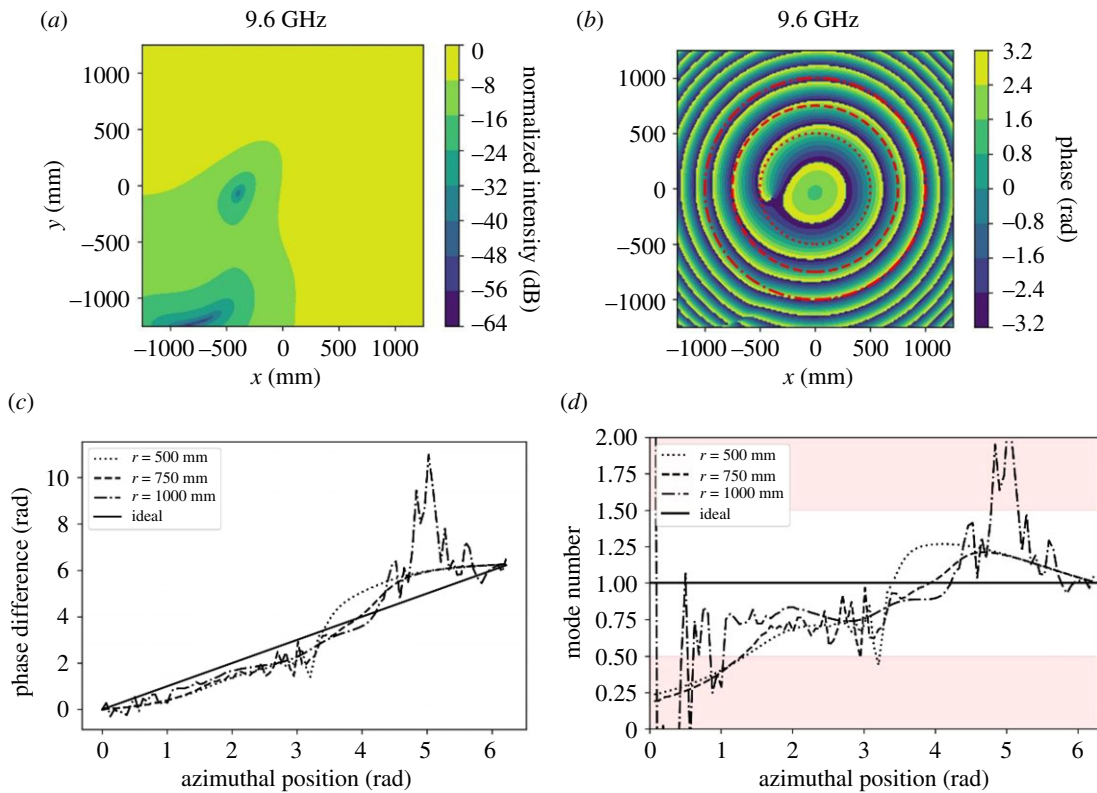 (a) 9.6 GHz
1000
500
0
−500
−1000
y (mm)
−1000 −500 0 500 1000
x (mm)
0
−8
−16
−24
−32
−40
−48
−56
−64
normalized intensity (dB)
(b) 9.6 GHz
1000
500
0
−500
−1000
−1000 −500 0 500 1000
x (mm)
3.2
2.4
1.6
0.8
0
−0.8
−1.6
−2.4
−3.2
phase (rad)
(c)
r = 500 mm
r = 750 mm
r = 1000 mm
ideal
10
8
6
4
2
0
phase difference (rad)
0 1 2 3 4 5 6
azimuthal position (rad)
(d)
r = 500 mm
r = 750 mm
r = 1000 mm
ideal
2.00
1.75
1.50
1.25
1.00
0.75
0.50
0.25
0
mode number
0 1 2 3 4 5 6
azimuthal position (rad)